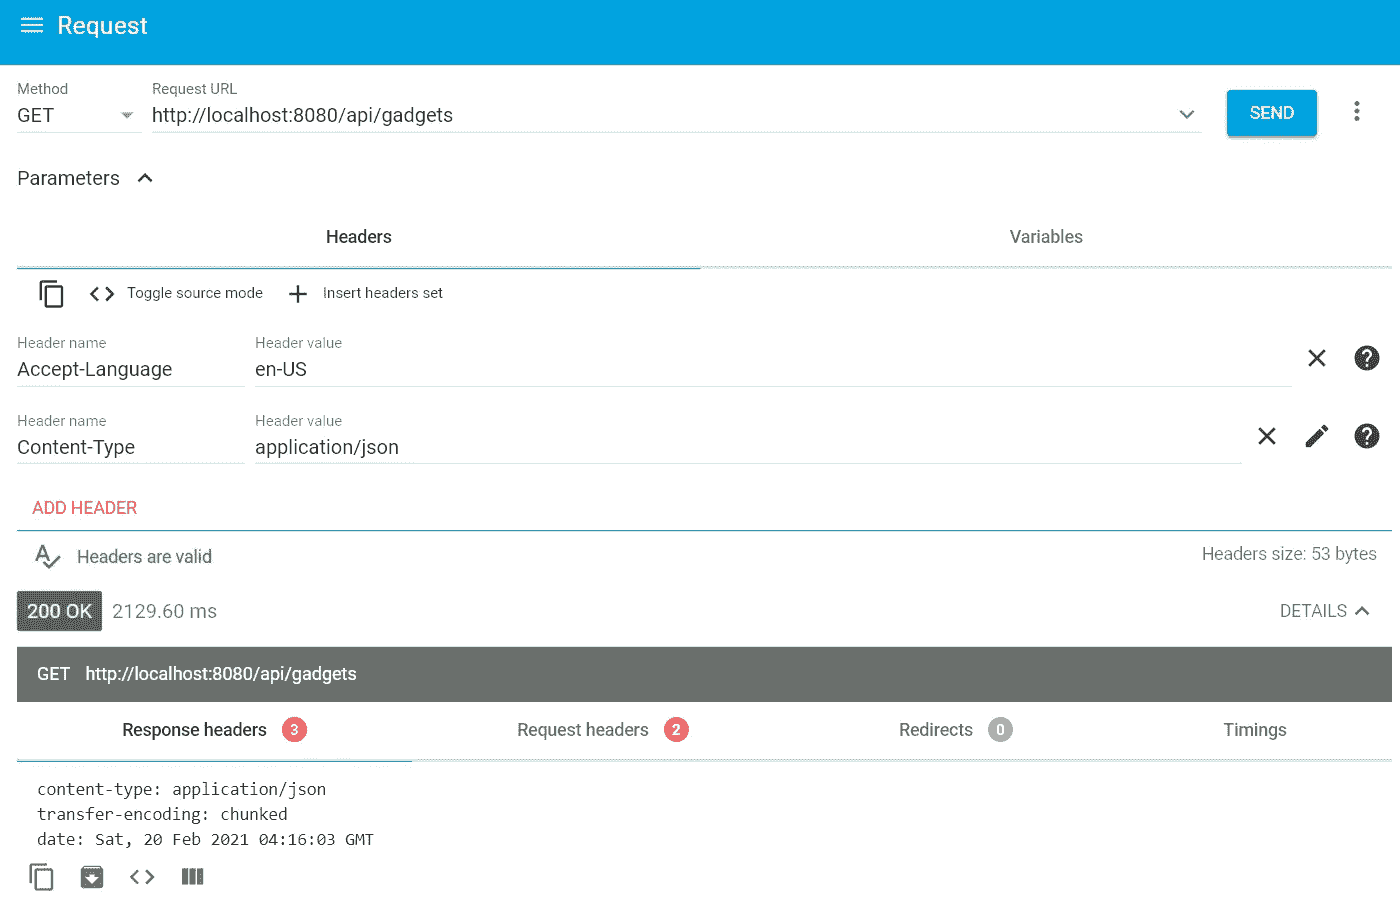 Request
Method
GET
Request URL
http://localhost:8080/api/gadgets
SEND
Parameters
Headers
Variables
Toggle source mode
Insert headers set
Header name
Accept-Language
Header value
en-US
Header name
Content-Type
Header value
application/json
ADD HEADER
Headers are valid
Headers size: 53 bytes
200 OK 2129.60 ms
DETAILS
GET http://localhost:8080/api/gadgets
Response headers 3
Request headers 2
Redirects 0
Timings
content-type: application/json
transfer-encoding: chunked
date: Sat, 20 Feb 2021 04:16:03 GMT